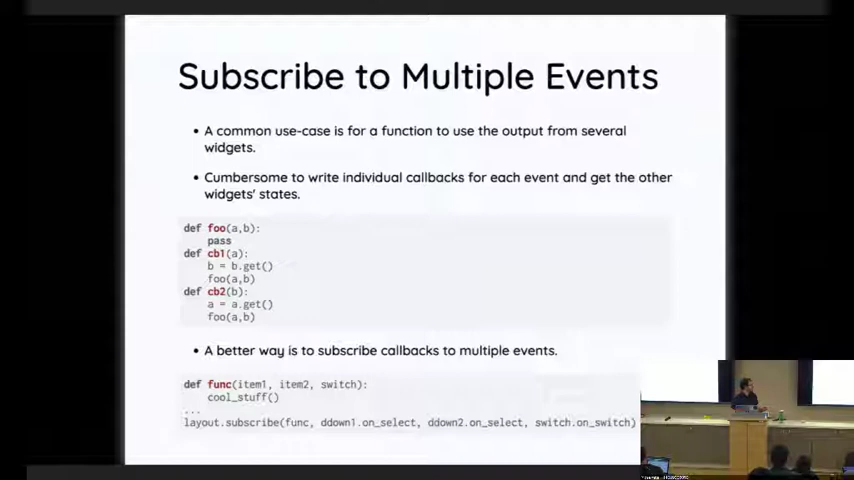 Subscribe to Multiple Events
• A common use-case is for a function to use the output from several
widgets.
• Cumbersome to write individual callbacks for each event and get the other
widgets' states.
def foo(a,b):
    pass
def cb1(a):
    b = b.get()
    foo(a,b)
def cb2(b):
    a = a.get()
    foo(a,b)
• A better way is to subscribe callbacks to multiple events.
def func(item1, item2, switch):
    cool_stuff()
...
layout.subscribe(func, ddown1.on_select, ddown2.on_select, switch.on_switch)